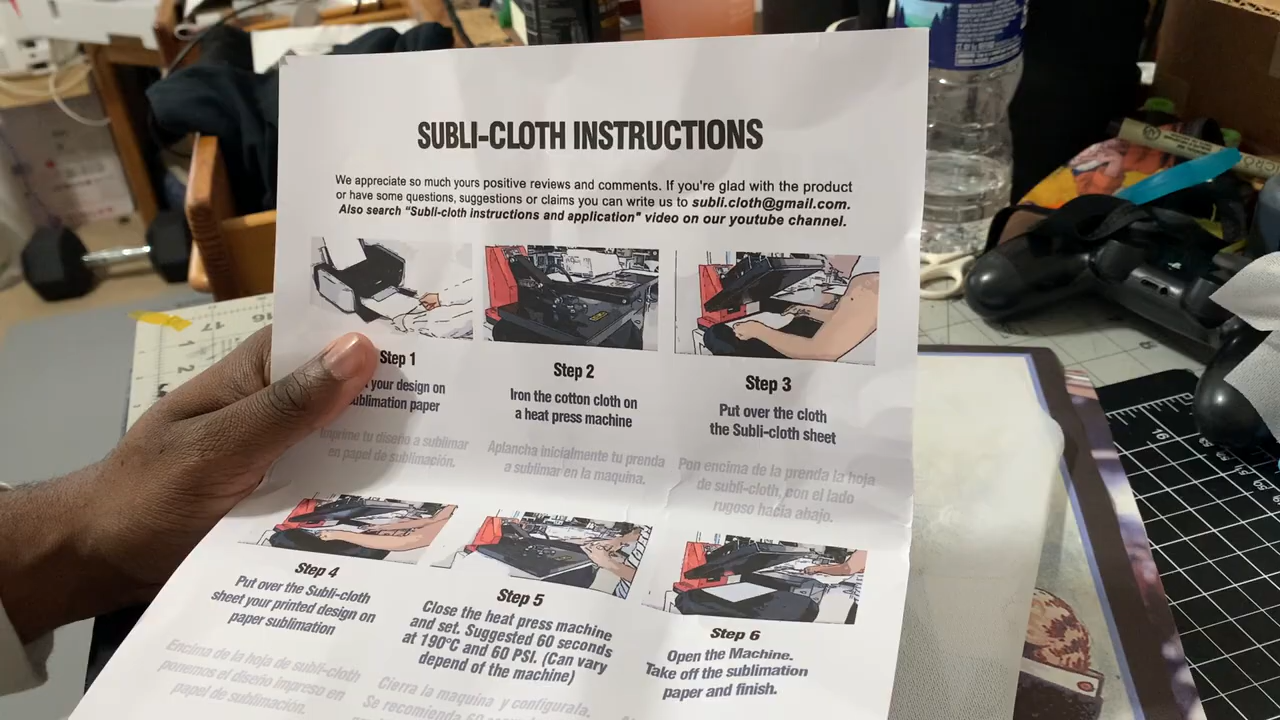 SUBLI-CLOTH INSTRUCTIONS
We appreciate so much yours positive reviews and comments. If you're glad with the product
or have some questions, suggestions or claims you can write us to subli.cloth@gmail.com.
Also search "Subli-cloth instructions and application" video on our youtube channel.
Step 1
your design on
sublimation paper
Imprime tu diseño a sublimar
en papel de sublimación.
Step 2
Iron the cotton cloth on
a heat press machine
Aplancha inicialmente tu prenda
a sublimar en la maquina.
Step 3
Put over the cloth
the Subli-cloth sheet
Pon encima de la prenda la hoja
de subli-cloth, con el lado
rugoso hacia abajo.
Step 4
Put over the Subli-cloth
sheet your printed design on
paper sublimation
Encima de la hoja de subli-cloth
ponemos el diseño impreso en
papel de sublimación.
Step 5
Close the heat press machine
and set. Suggested 60 seconds
at 190°C and 60 PSI. (Can vary
depend of the machine)
Cierra la maquina y configurala.
Se recomienda 60
Step 6
Open the Machine.
Take off the sublimation
paper and finish.
17
16
16